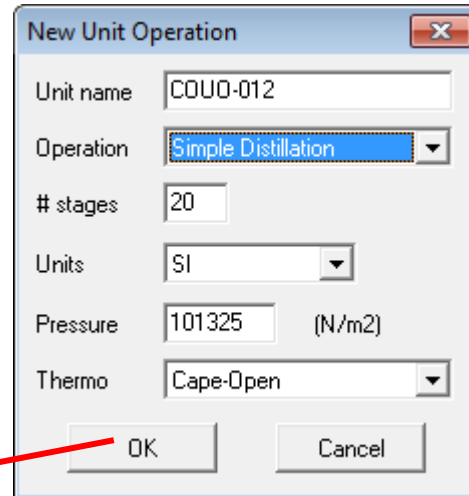 New Unit Operation
Unit name COUO-012
Operation Simple Distillation
# stages 20
Units SI
Pressure 101325 (N/m2)
Thermo Cape-Open
OK Cancel